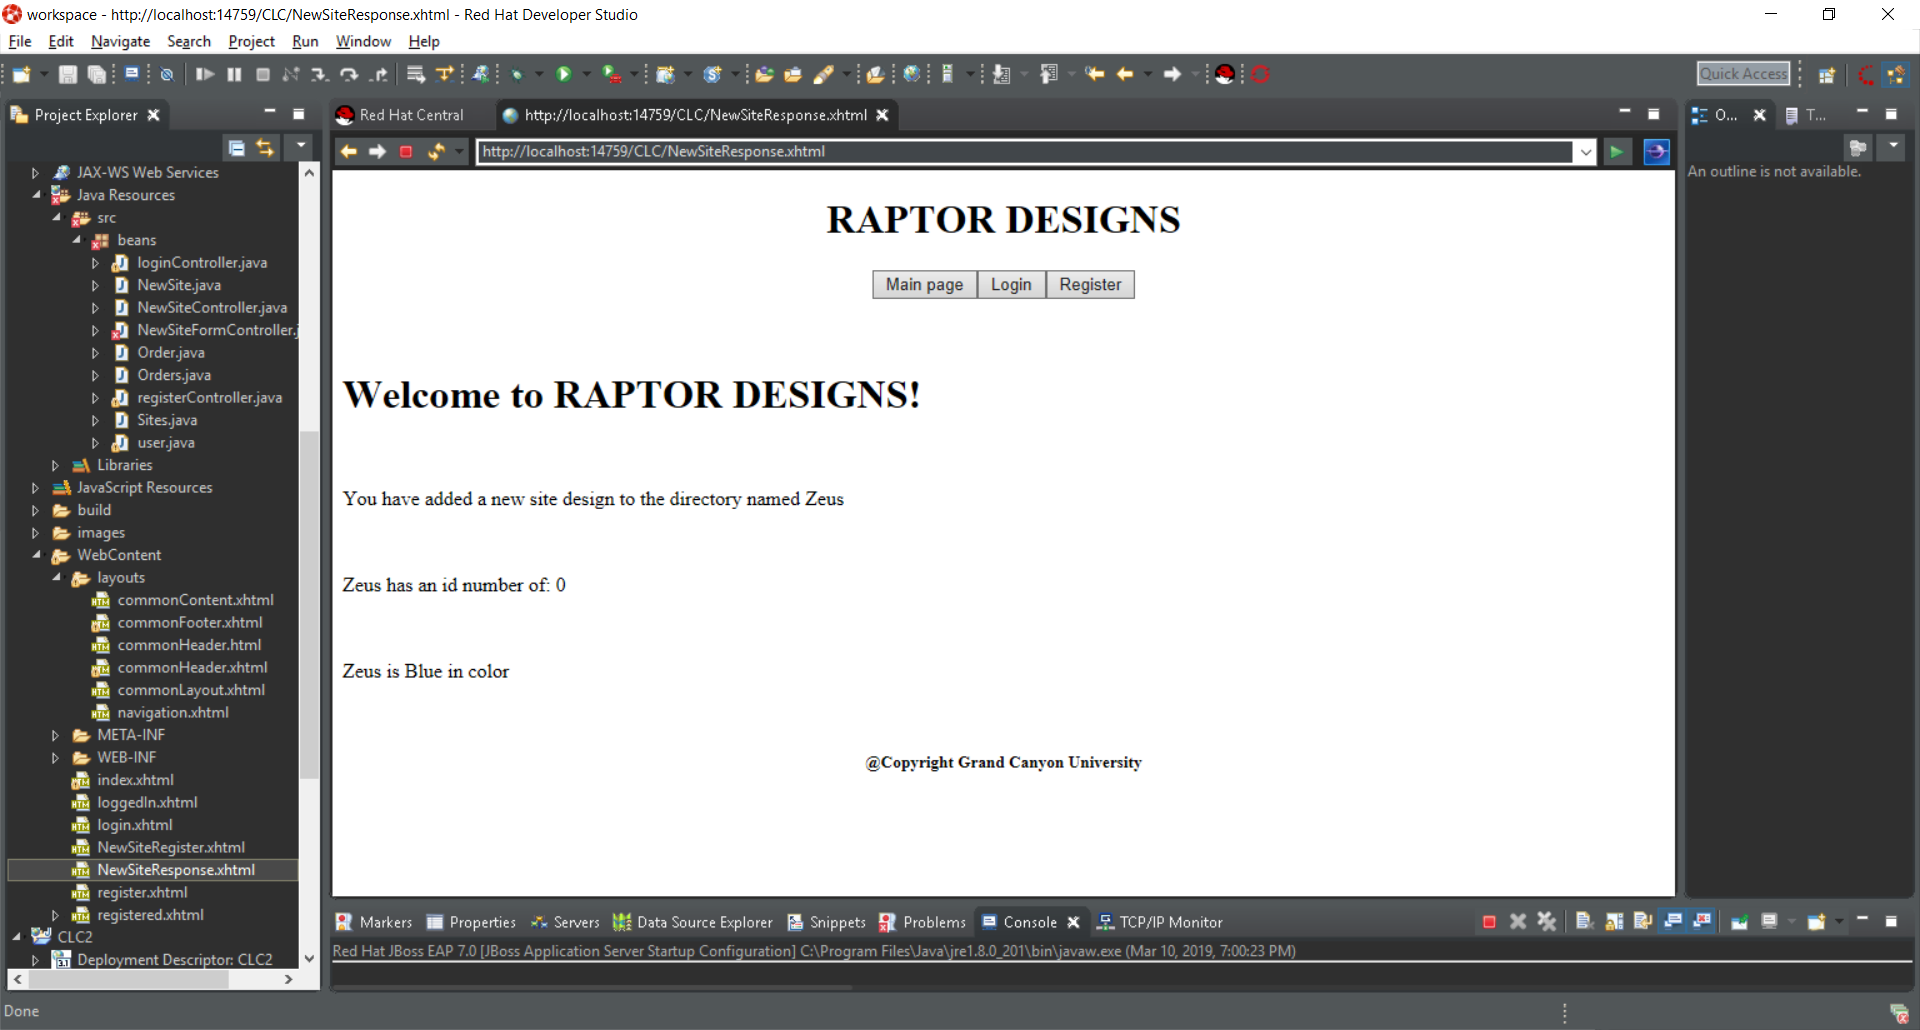 workspace - http://localhost:14759/CLC/NewSiteResponse.xhtml - Red Hat Developer Studio
File Edit Navigate Search Project Run Window Help
Quick Access
Project Explorer
Red Hat Central
http://localhost:14759/CLC/NewSiteResponse.xhtml
O...
T...
http://localhost:14759/CLC/NewSiteResponse.xhtml
An outline is not available.
JAX-WS Web Services
Java Resources
src
beans
loginController.java
NewSite.java
NewSiteController.java
NewSiteFormController.j
Order.java
Orders.java
registerController.java
Sites.java
user.java
Libraries
JavaScript Resources
build
images
WebContent
layouts
commonContent.xhtml
commonFooter.xhtml
commonHeader.html
commonHeader.xhtml
commonLayout.xhtml
navigation.xhtml
META-INF
WEB-INF
index.xhtml
loggedIn.xhtml
login.xhtml
NewSiteRegister.xhtml
NewSiteResponse.xhtml
register.xhtml
registered.xhtml
CLC2
Deployment Descriptor: CLC2
RAPTOR DESIGNS
Main page Login Register
Welcome to RAPTOR DESIGNS!
You have added a new site design to the directory named Zeus
Zeus has an id number of: 0
Zeus is Blue in color
@Copyright Grand Canyon University
Markers Properties Servers Data Source Explorer Snippets Problems Console TCP/IP Monitor
Red Hat JBoss EAP 7.0 [JBoss Application Server Startup Configuration] C:\Program Files\Java\jre1.8.0_201\bin\javaw.exe (Mar 10, 2019, 7:00:23 PM)
Done